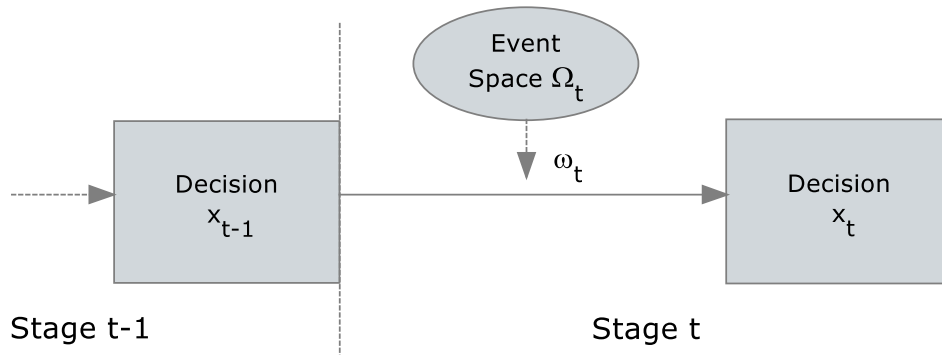 Event
Space Ωt
ωt
Decision
xt-1
Decision
xt
Stage t-1
Stage t